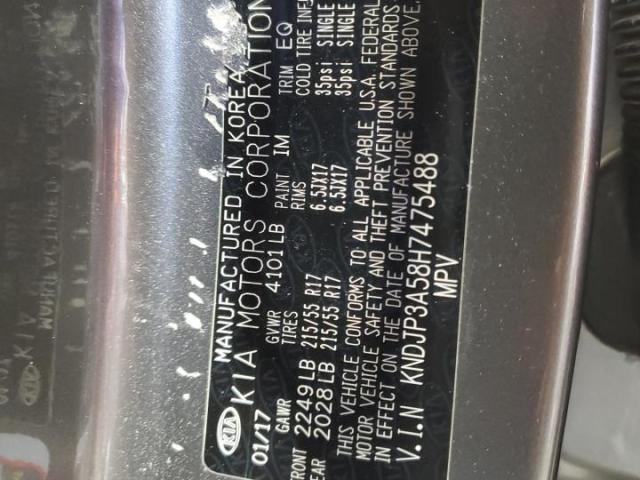 KIA MANUFACTURED IN KOREA
KIA MOTORS CORPORATION
01/17 GVWR 4101LB PAINT IM TRIM EQ
GAWR TIRES RIMS COLD TIRE INF
FRONT 2249LB 215/55 R17 6.5JX17 35psi SINGLE
REAR 2028LB 215/55 R17 6.5JX17 35psi SINGLE
THIS VEHICLE CONFORMS TO ALL APPLICABLE U.S.A. FEDERAL
MOTOR VEHICLE SAFETY AND THEFT PREVENTION STANDARDS
IN EFFECT ON THE DATE OF MANUFACTURE SHOWN ABOVE.
V.I.N KNDJP3A58H7475488
MPV